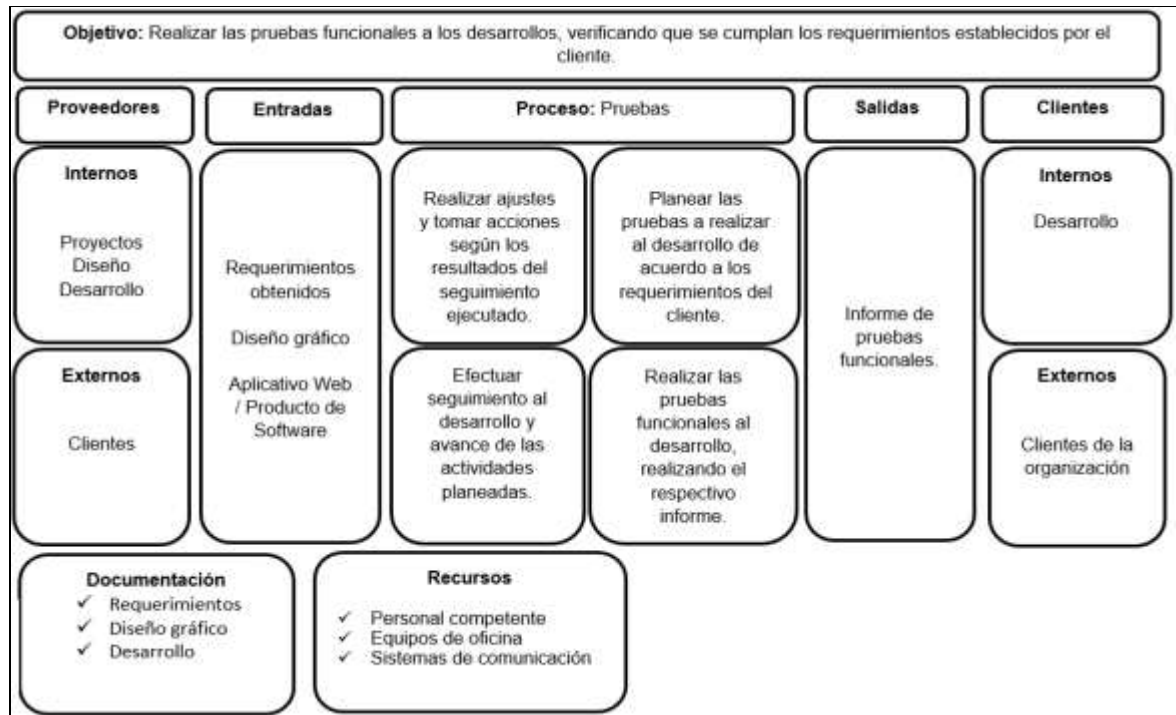 Objetivo: Realizar las pruebas funcionales a los desarrollos, verificando que se cumplan los requerimientos establecidos por el
cliente.
Proveedores
Entradas
Proceso: Pruebas
Salidas
Clientes
Internos
Proyectos
Diseño
Desarrollo
Externos
Clientes
Requerimientos
obtenidos
Diseño gráfico
Aplicativo Web
/ Producto de
Software
Realizar ajustes
y tomar acciones
según los
resultados del
seguimiento
ejecutado.
Planear las
pruebas a realizar
al desarrollo de
acuerdo a los
requerimientos del
cliente.
Efectuar
seguimiento al
desarrollo y
avance de las
actividades
planeadas.
Realizar las
pruebas
funcionales al
desarrollo,
realizando el
respectivo
informe.
Informe de
pruebas
funcionales.
Internos
Desarrollo
Externos
Clientes de la
organización
Documentación
✓ Requerimientos
✓ Diseño gráfico
✓ Desarrollo
Recursos
✓ Personal competente
✓ Equipos de oficina
✓ Sistemas de comunicación